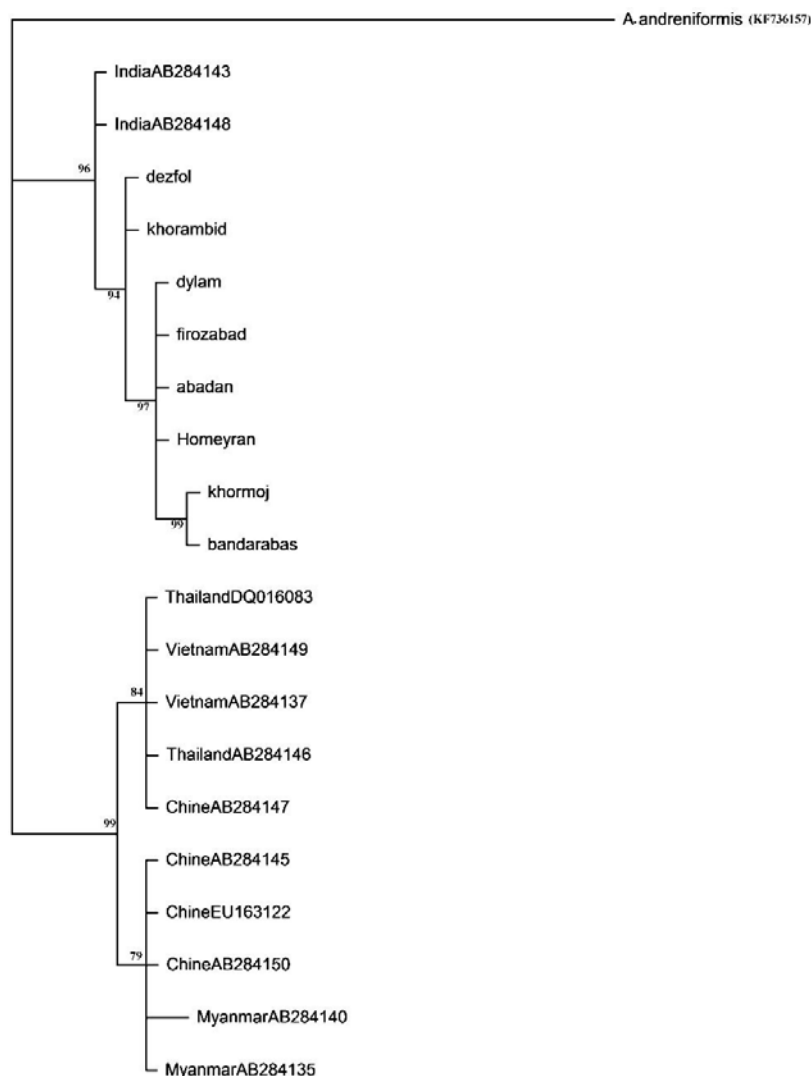 A.andreniformis (KF736157)
IndiaAB284143
IndiaAB284148
96
dezfol
khorambid
dylam
94
firozabad
abadan
97
Homeyran
khormoj
99
bandarabas
ThailandDQ016083
VietnamAB284149
84
VietnamAB284137
ThailandAB284146
ChineAB284147
99
ChineAB284145
ChineEU163122
79
ChineAB284150
MyanmarAB284140
MyanmarAB284135